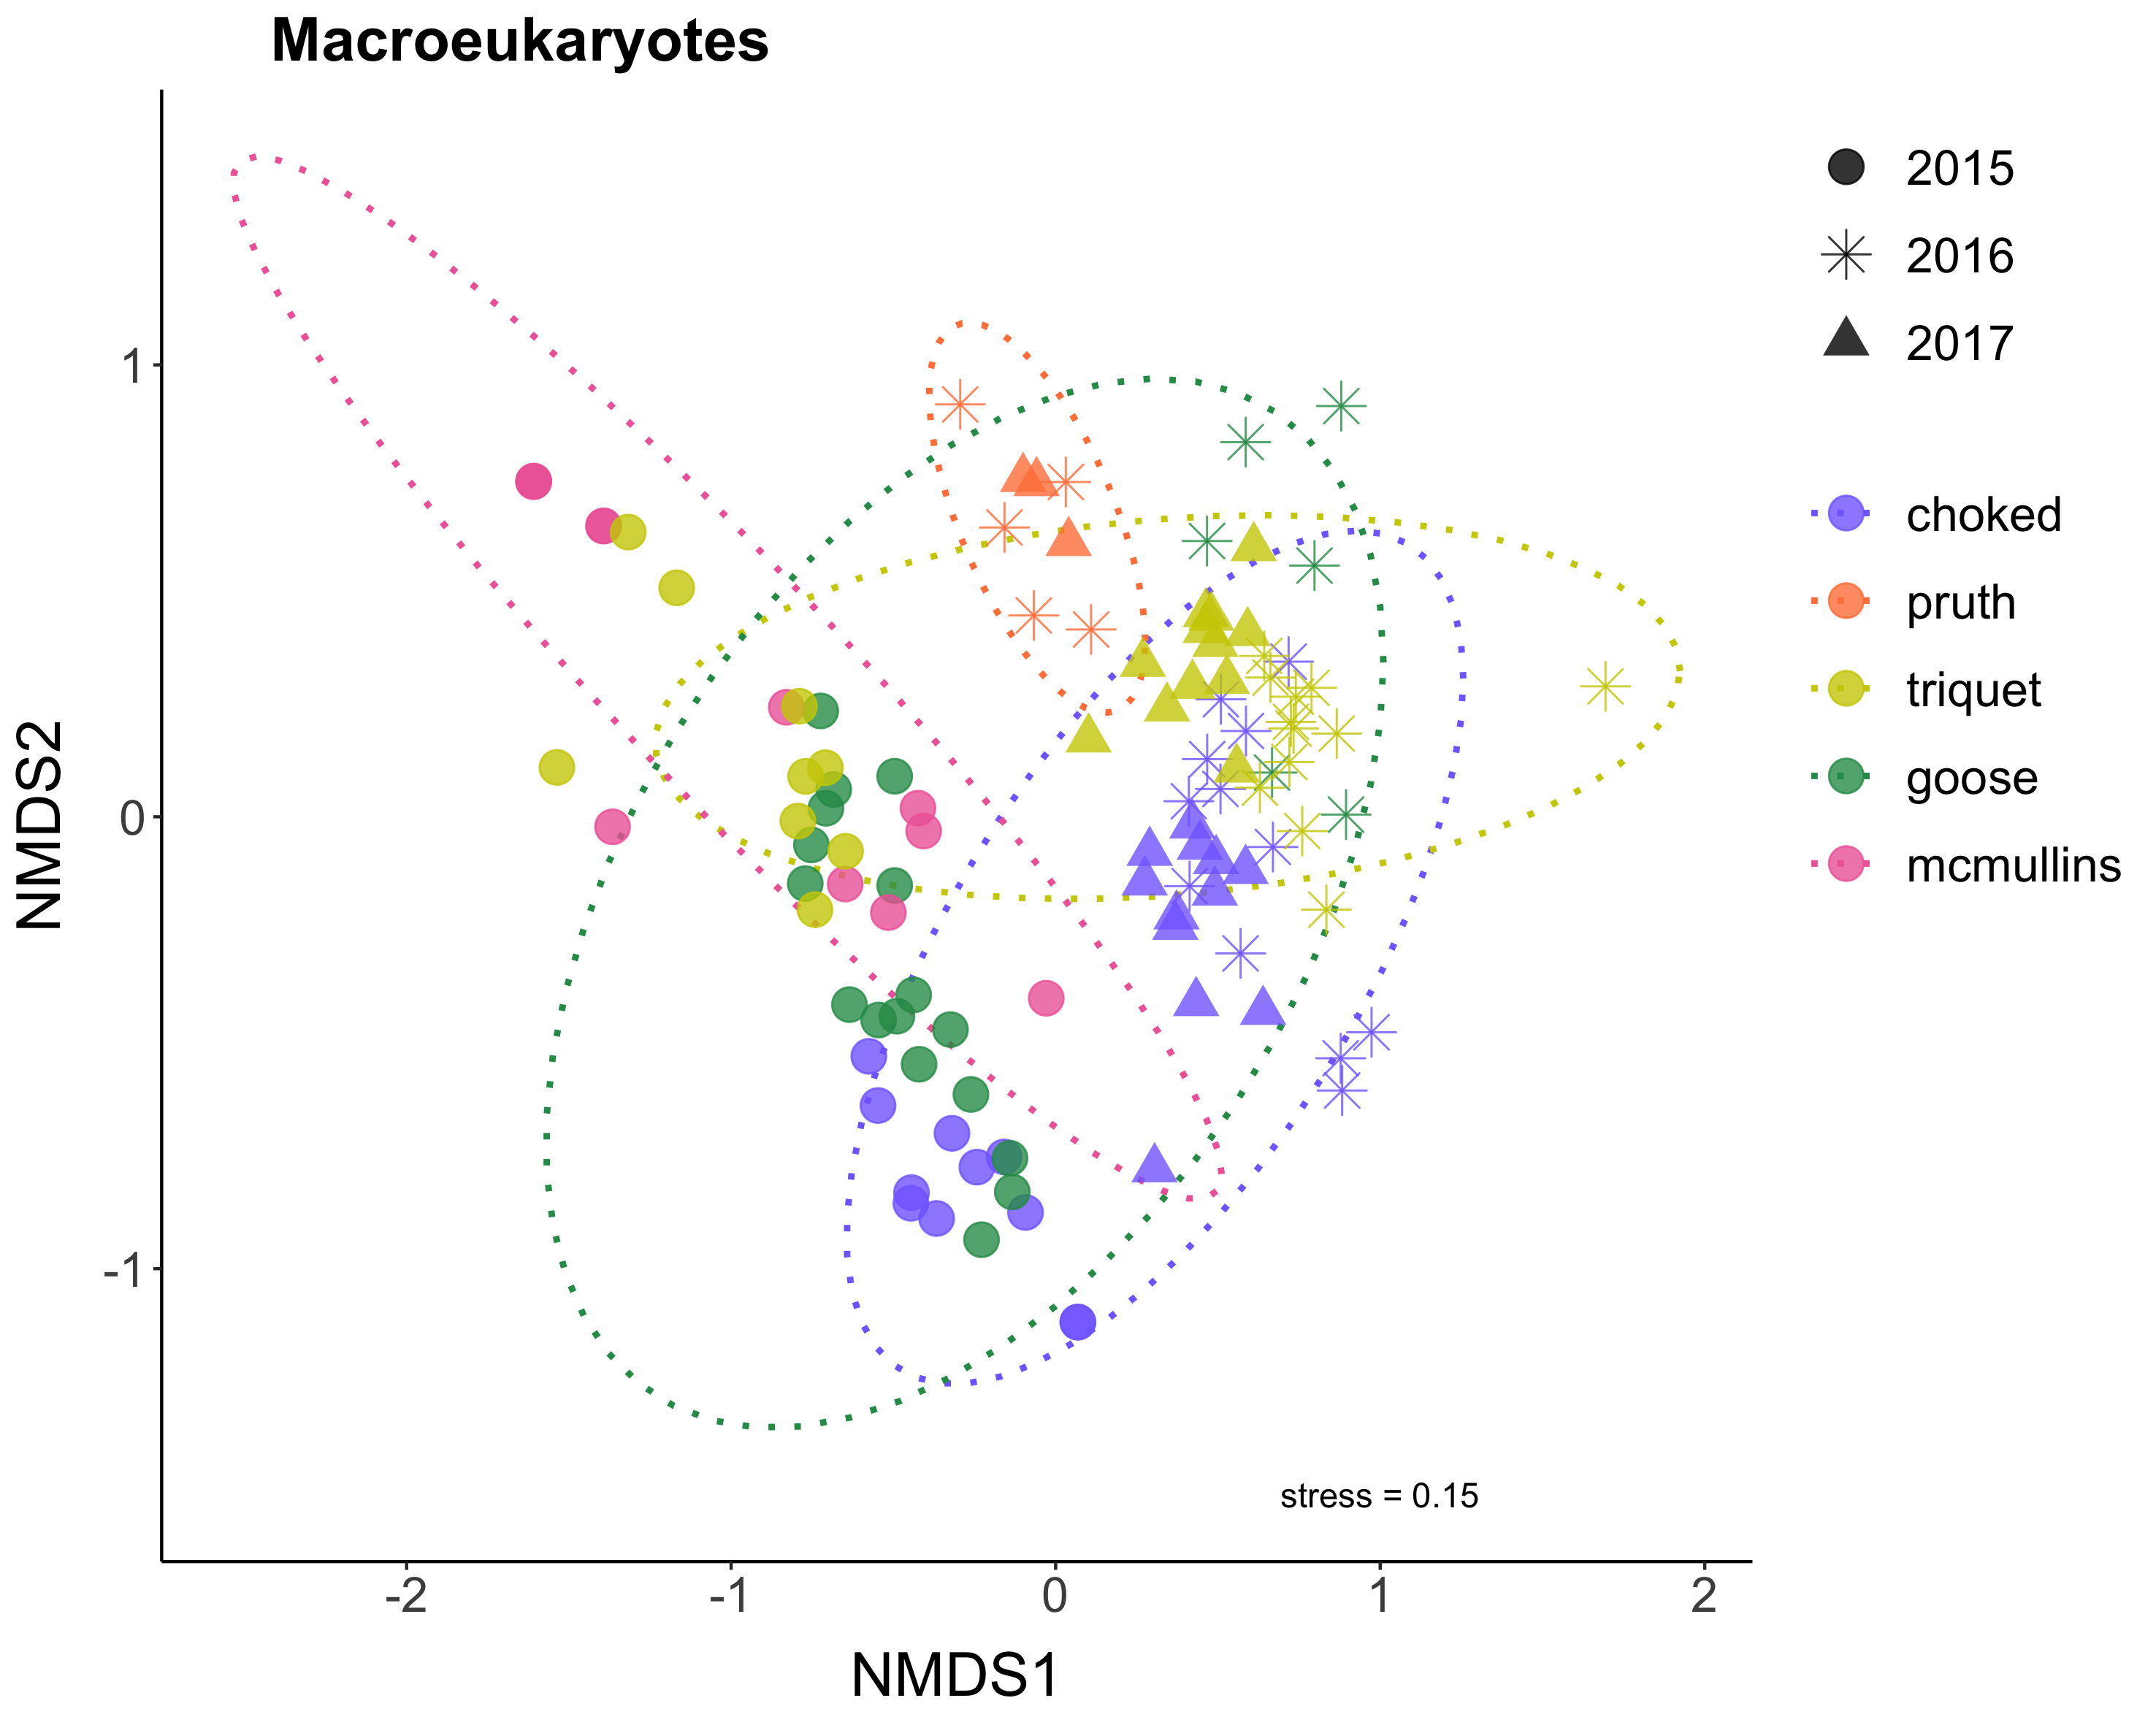 Macroeukaryotes
2015
2016
2017
choked
pruth
triquet
goose
mcmullins
NMDS2
1
0
-1
stress = 0.15
-2
-1
0
1
2
NMDS1